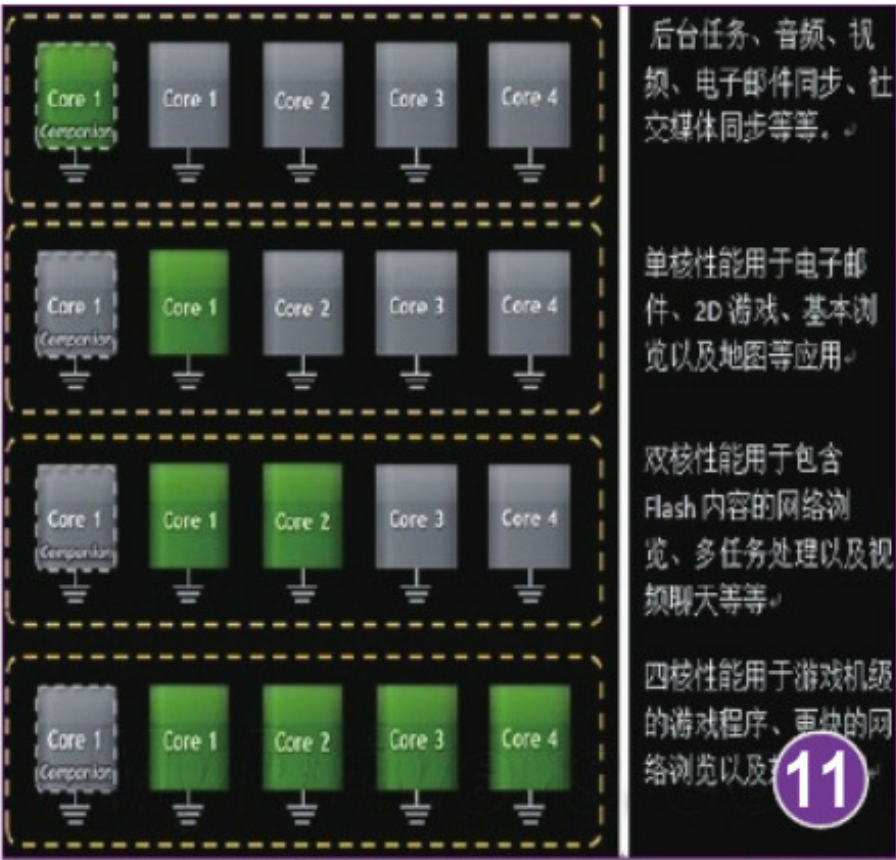 Core 1
Companion
Core 1
Core 2
Core 3
Core 4
后台任务、音频、视
频、电子邮件同步、社
交媒体同步等等。
Core 1
Companion
Core 1
Core 2
Core 3
Core 4
单核性能用于电子邮
件、2D 游戏、基本浏
览以及地图等应用
Core 1
Companion
Core 1
Core 2
Core 3
Core 4
双核性能用于包含
Flash 内容的网络浏
览、多任务处理以及视
频聊天等等
Core 1
Companion
Core 1
Core 2
Core 3
Core 4
四核性能用于游戏机级
的游戏程序、更快的网
络浏览以及
11